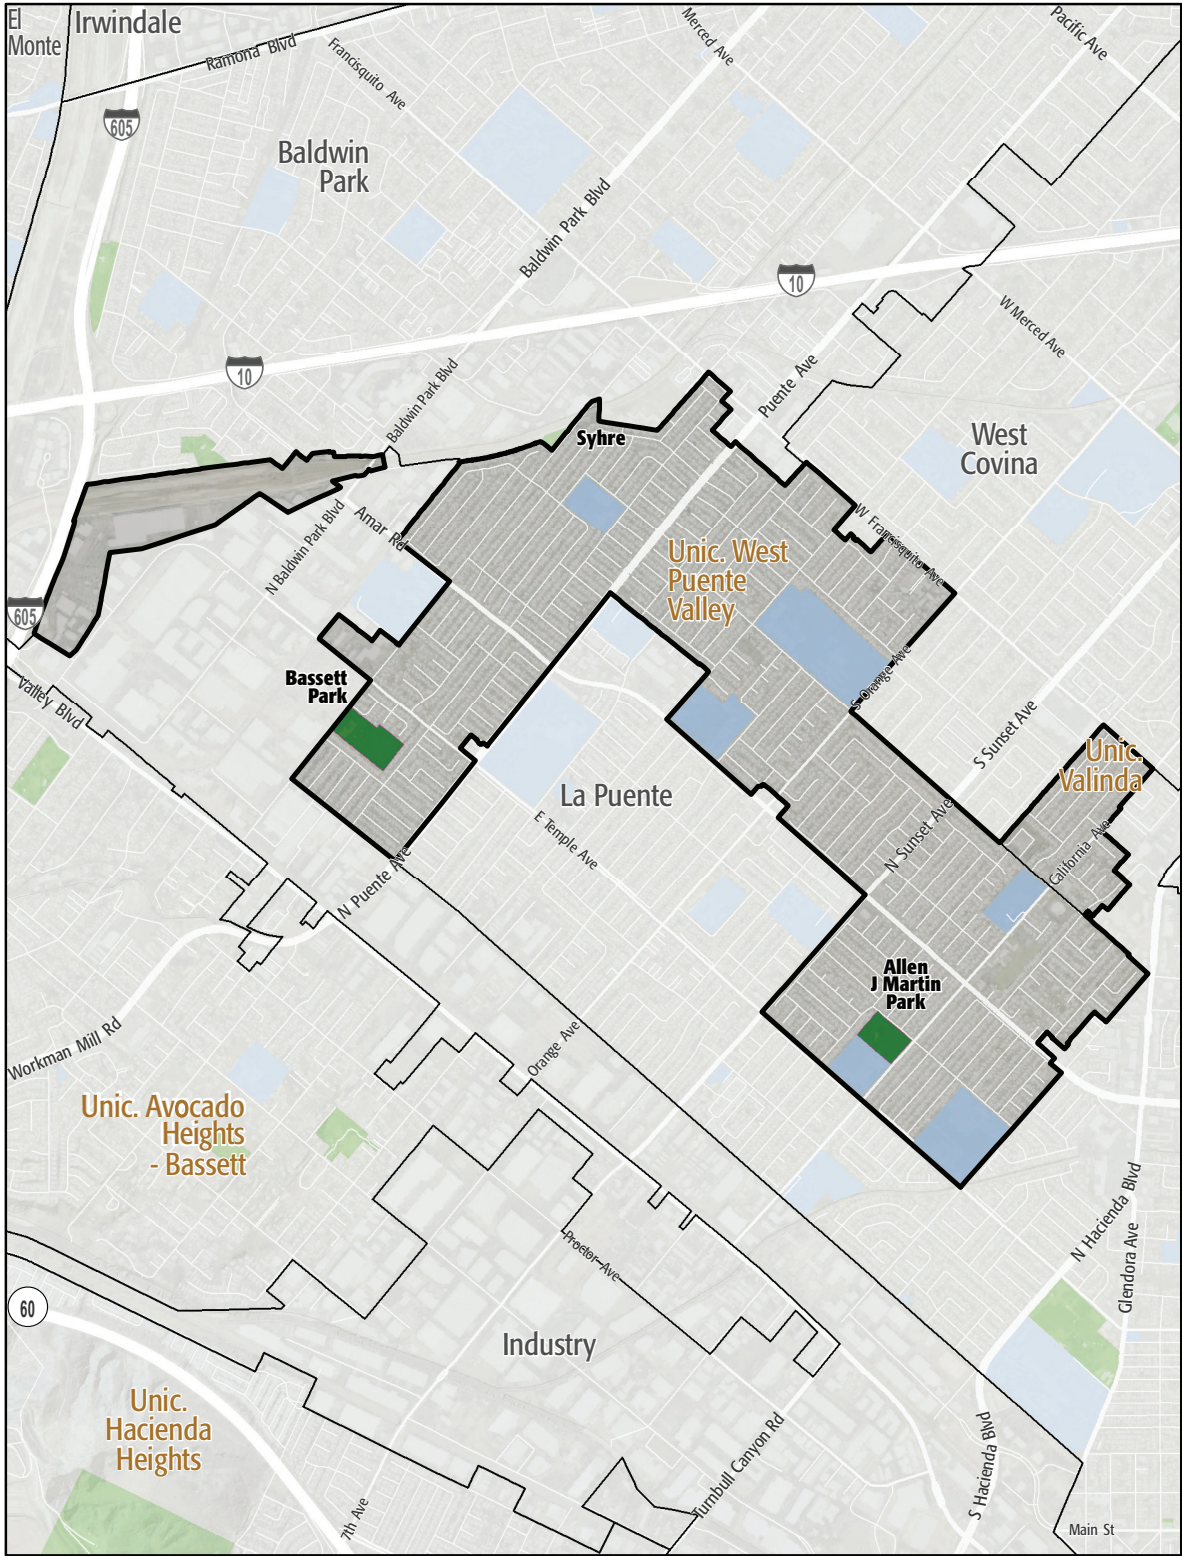 El
Monte
Irwindale
Ramona Blvd
Francisquito Ave
Merced Ave
Pacific Ave
605
Baldwin
Park
Baldwin Park Blvd
10
W Merced Ave
10
Baldwin Park Blvd
Puente Ave
Syhre
West
Covina
N Baldwin Park Blvd
Amar Rd
W Francisquito Ave
Unic. West
Puente
Valley
605
Bassett
Park
S Orange Ave
Valley Blvd
S Sunset Ave
Unic.
Valinda
La Puente
E Temple Ave
N Sunset Ave
California Ave
N Puente Ave
Allen
J Martin
Park
Workman Mill Rd
Orange Ave
Unic. Avocado
Heights
- Bassett
N Hacienda Blvd
Glendora Ave
Proctor Ave
60
Industry
Unic.
Hacienda
Heights
Turnbull Canyon Rd
S Hacienda Blvd
7th Ave
Main St